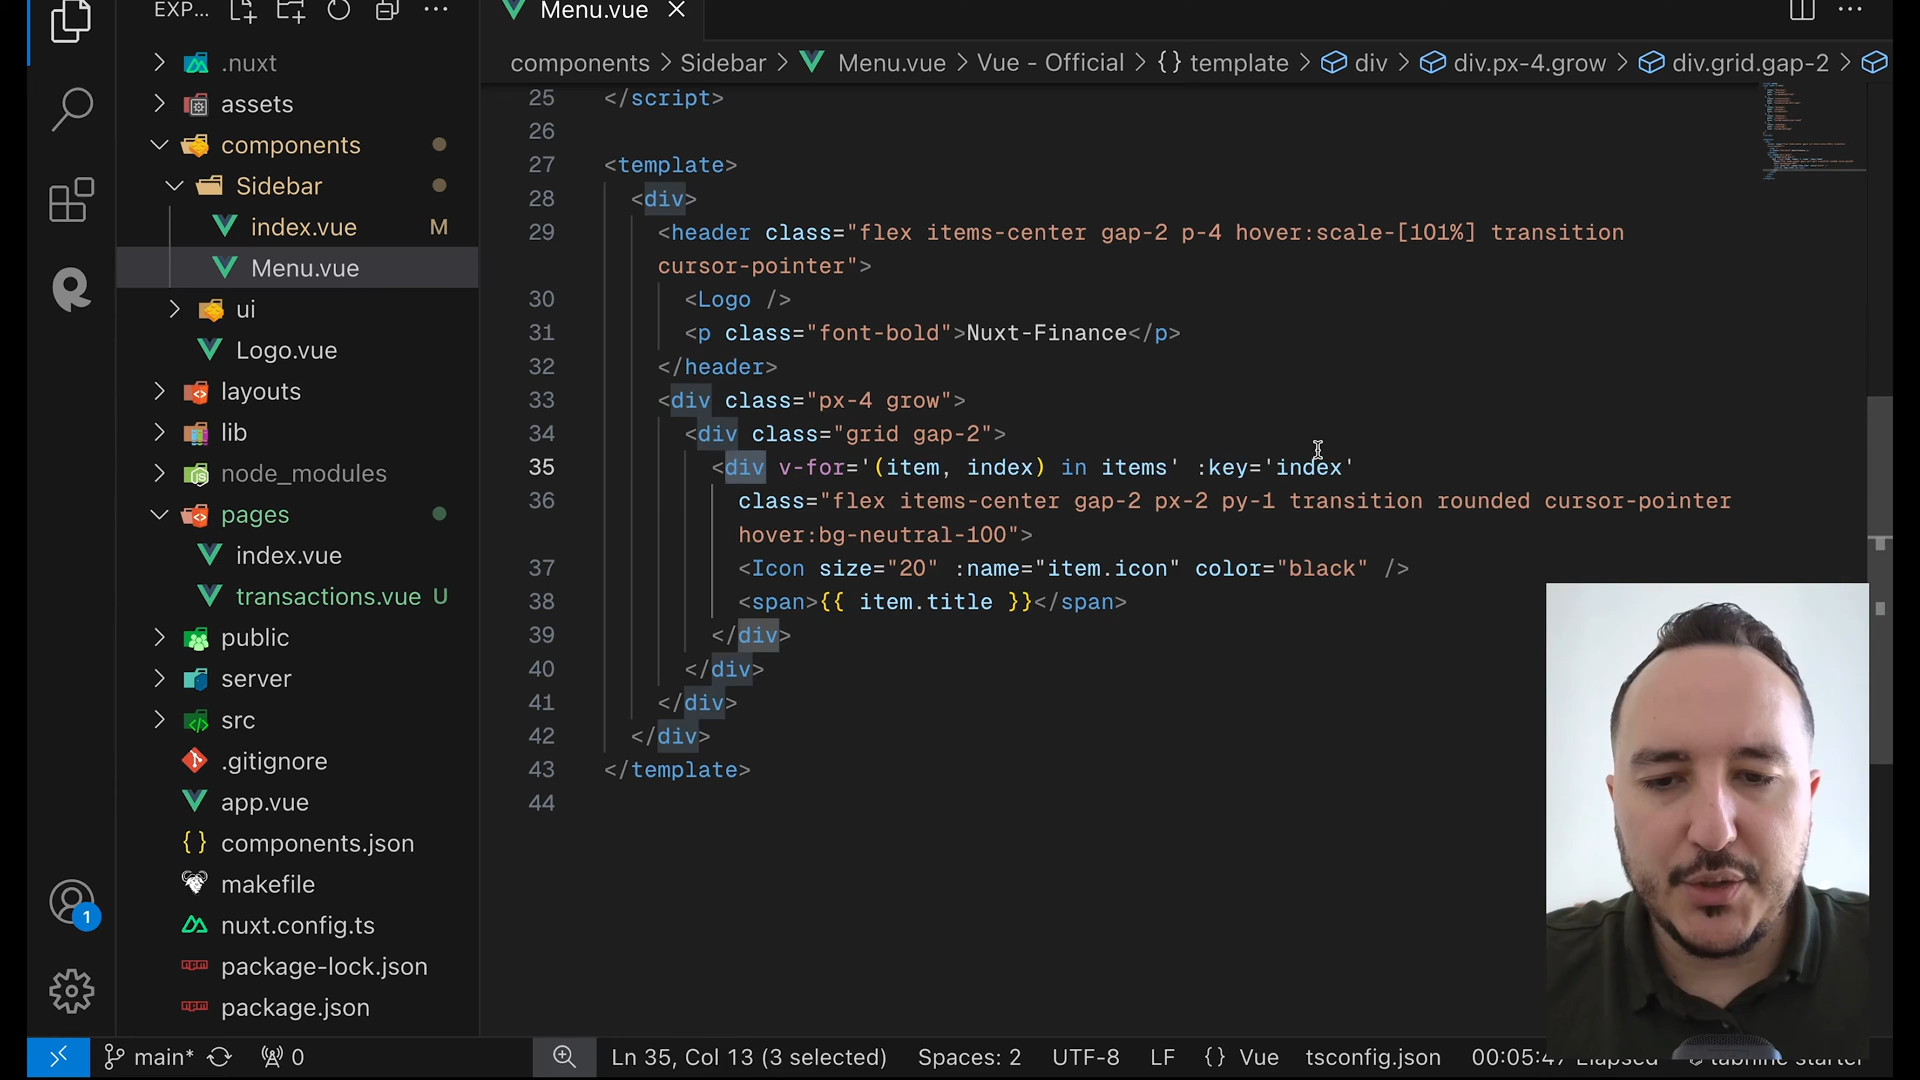 EXP...
Menu.vue
components > Sidebar > Menu.vue > Vue - Official > {} template > div > div.px-4.grow > div.grid.gap-2 >
.nuxt
assets
components
Sidebar
index.vue M
Menu.vue
ui
Logo.vue
layouts
lib
node_modules
pages
index.vue
transactions.vue U
public
server
src
.gitignore
app.vue
components.json
makefile
nuxt.config.ts
package-lock.json
package.json
25 </script>
26
27 <template>
28 <div>
29 <header class="flex items-center gap-2 p-4 hover:scale-[101%] transition
cursor-pointer">
30 <Logo />
31 <p class="font-bold">Nuxt-Finance</p>
32 </header>
33 <div class="px-4 grow">
34 <div class="grid gap-2">
35 <div v-for='(item, index) in items' :key='index'
36 class="flex items-center gap-2 px-2 py-1 transition rounded cursor-pointer
hover:bg-neutral-100">
37 <Icon size="20" :name="item.icon" color="black" />
38 <span>{{ item.title }}</span>
39 </div>
40 </div>
41 </div>
42 </div>
43 </template>
44
1
main* 0 Ln 35, Col 13 (3 selected) Spaces: 2 UTF-8 LF {} Vue tsconfig.json